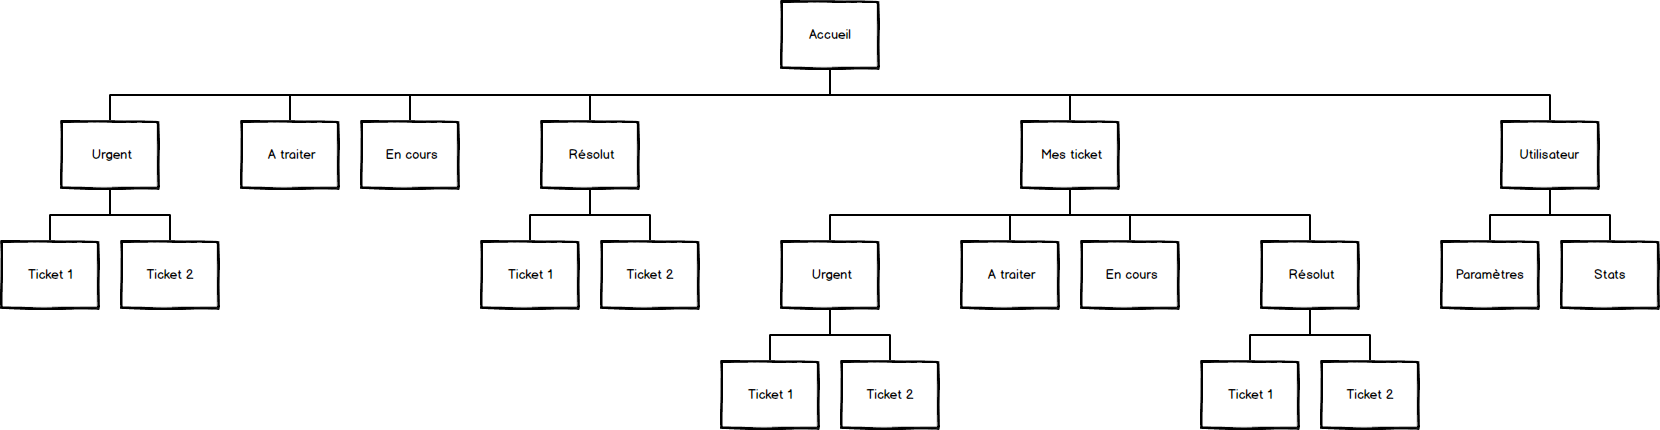 Accueil
Urgent
A traiter
En cours
Résolut
Mes ticket
Utilisateur
Ticket 1
Ticket 2
Ticket 1
Ticket 2
Urgent
A traiter
En cours
Résolut
Paramètres
Stats
Ticket 1
Ticket 2
Ticket 1
Ticket 2